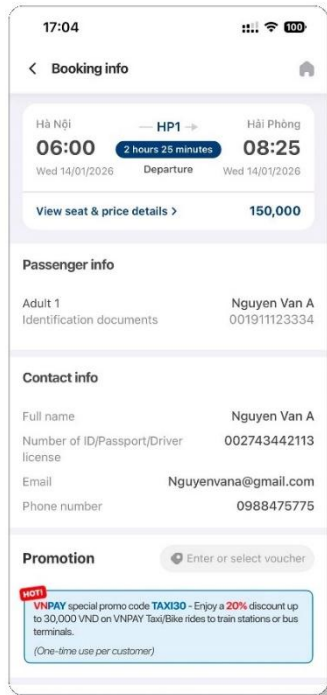 17:04 100
Booking info
Hà Nội HP1 Hải Phòng
06:00 2 hours 25 minutes 08:25
Wed 14/01/2026 Departure Wed 14/01/2026
View seat & price details > 150,000
Passenger info
Adult 1 Nguyen Van A
Identification documents 001911123334
Contact info
Full name Nguyen Van A
Number of ID/Passport/Driver 002743442113
license
Email Nguyenvana@gmail.com
Phone number 0988475775
Promotion Enter or select voucher
HOT!
VNPAY special promo code TAXI30 - Enjoy a 20% discount up
to 30,000 VND on VNPAY Taxi/Bike rides to train stations or bus
terminals.
(One-time use per customer)